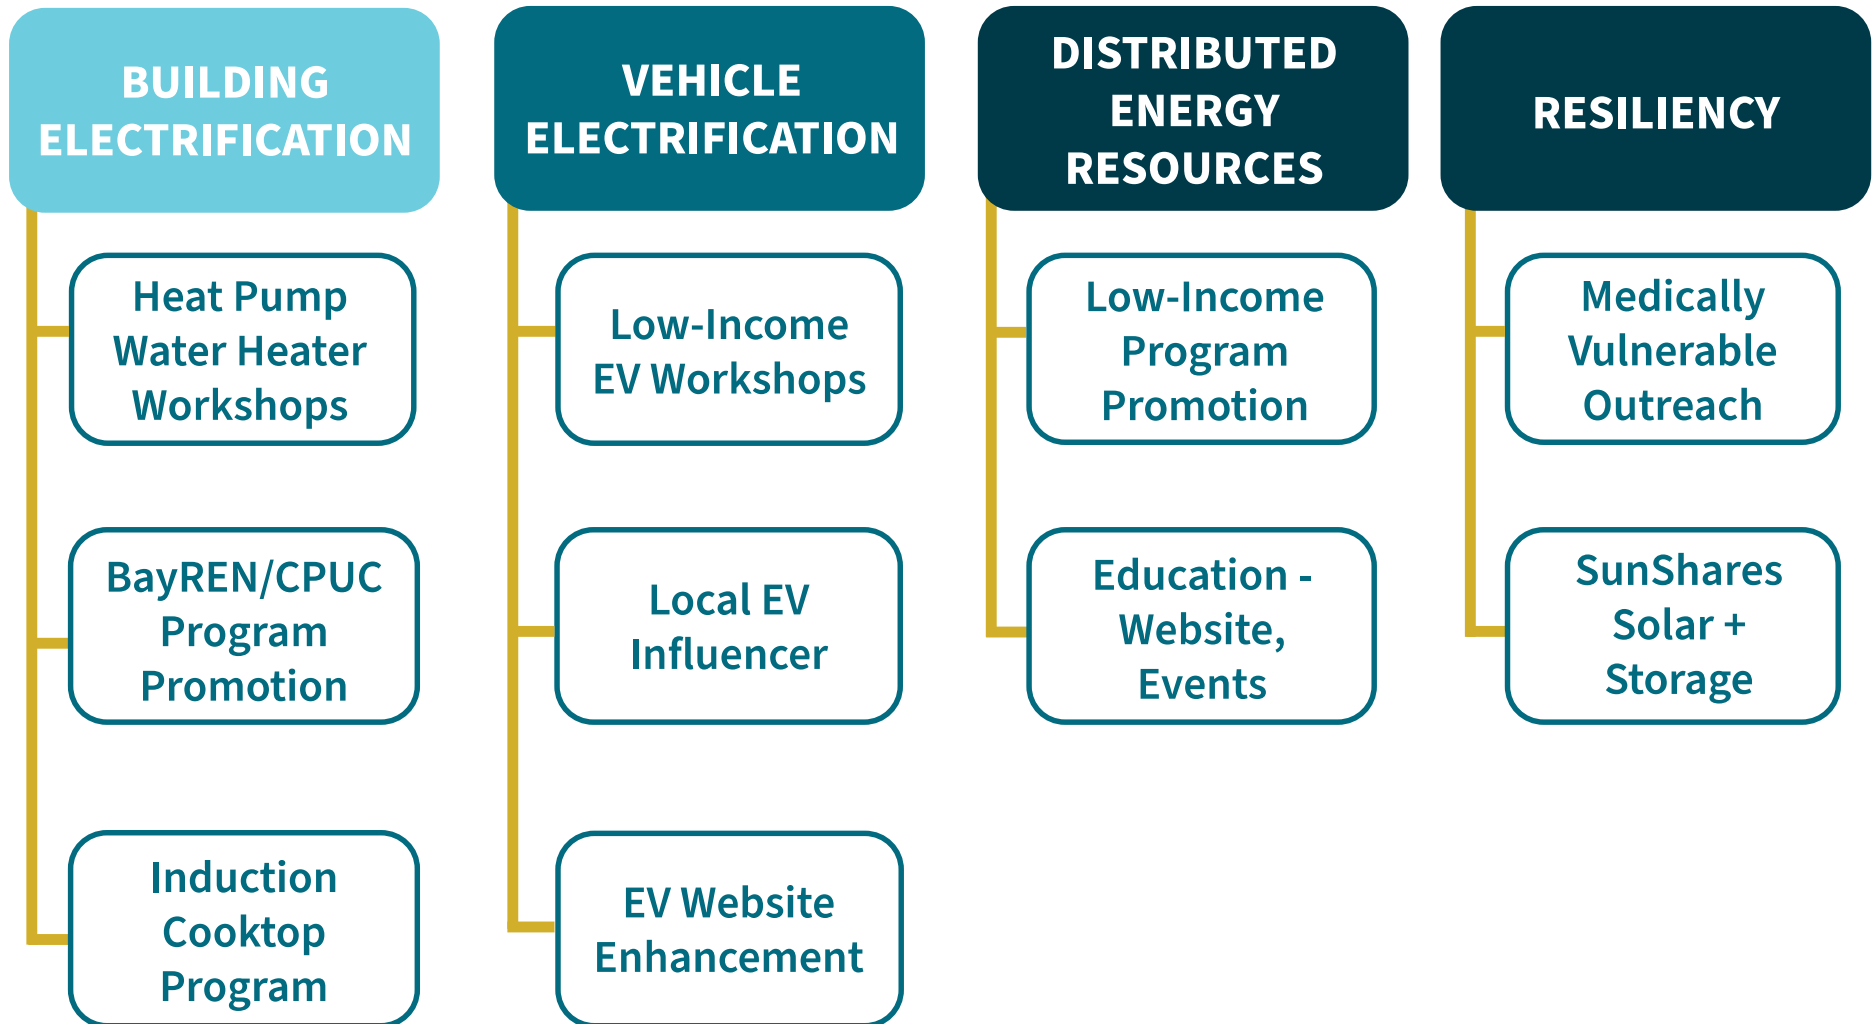 BUILDING
ELECTRIFICATION
Heat Pump
Water Heater
Workshops
BayREN/CPUC
Program
Promotion
Induction
Cooktop
Program
VEHICLE
ELECTRIFICATION
Low-Income
EV Workshops
Local EV
Influencer
EV Website
Enhancement
DISTRIBUTED
ENERGY
RESOURCES
Low-Income
Program
Promotion
Education -
Website,
Events
RESILIENCY
Medically
Vulnerable
Outreach
SunShares
Solar +
Storage